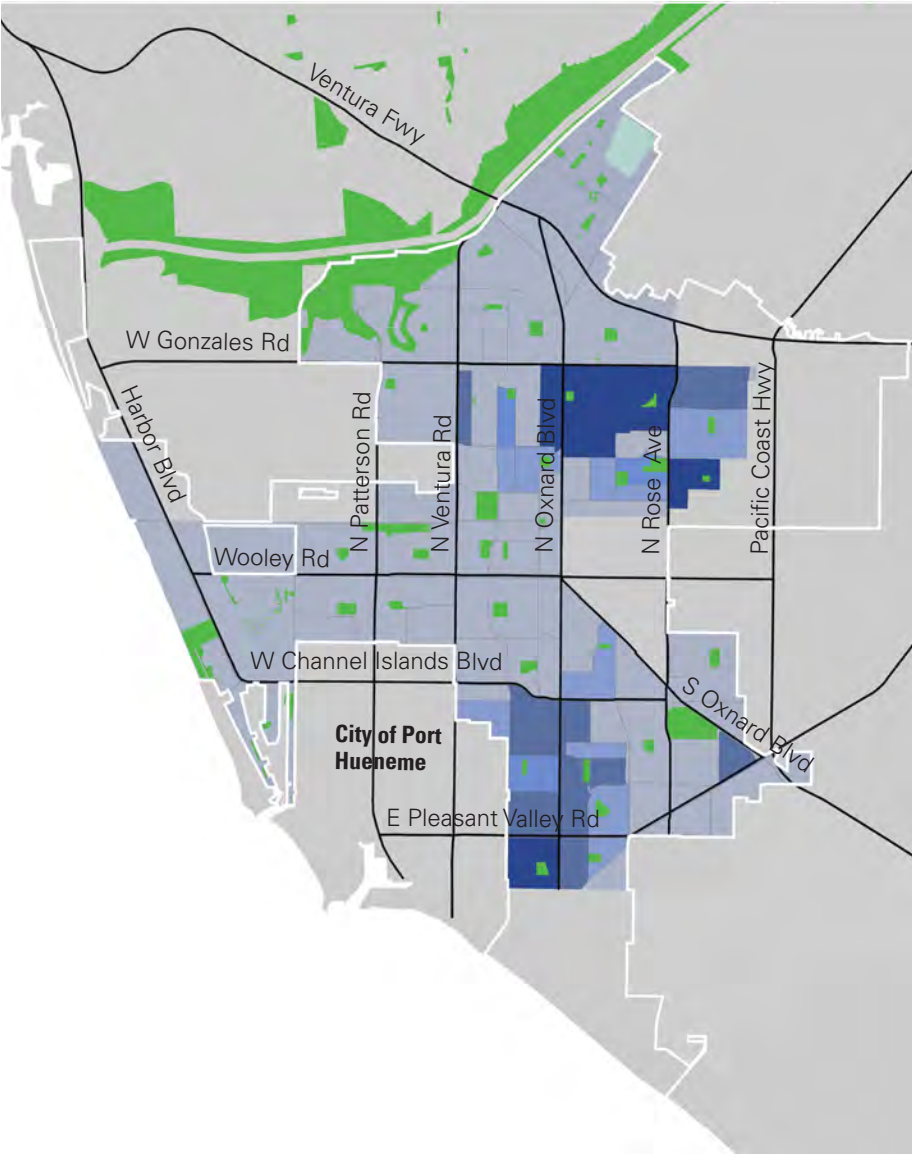 Ventura Fwy
W Gonzales Rd
Harbor Blvd
N Patterson Rd
N Ventura Rd
N Oxnard Blvd
N Rose Ave
Pacific Coast Hwy
Wooley Rd
W Channel Islands Blvd
S Oxnard Blvd
City of Port
Hueneme
E Pleasant Valley Rd